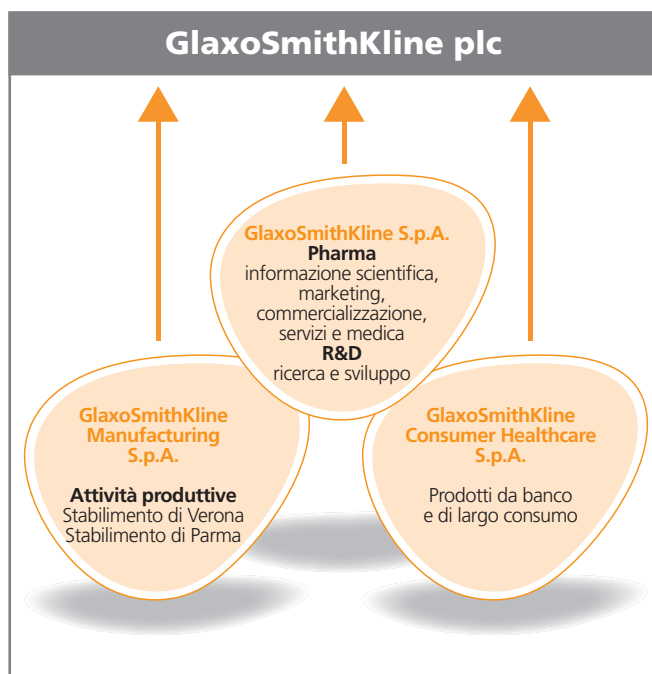 GlaxoSmithKline plc
GlaxoSmithKline S.p.A.
Pharma
informazione scientifica,
marketing,
commercializzazione,
servizi e medica
R&D
ricerca e sviluppo
GlaxoSmithKline
Manufacturing
S.p.A.
Attività produttive
Stabilimento di Verona
Stabilimento di Parma
GlaxoSmithKline
Consumer Healthcare
S.p.A.
Prodotti da banco
e di largo consumo